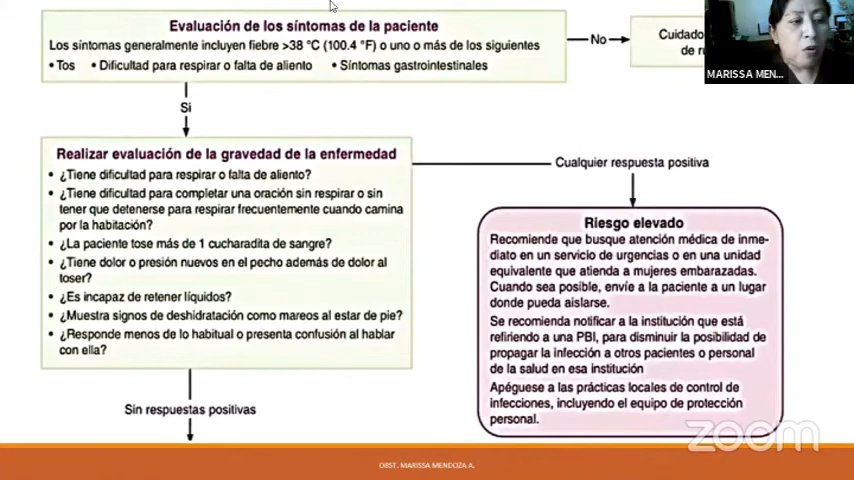 Evaluación de los síntomas de la paciente
Los síntomas generalmente incluyen fiebre >38 °C (100.4 °F) o uno o más de los siguientes
• Tos • Dificultad para respirar o falta de aliento • Síntomas gastrointestinales
No
Cuidado
de ru
MARISSA MEN...
Si
Realizar evaluación de la gravedad de la enfermedad
• ¿Tiene dificultad para respirar o falta de aliento?
• ¿Tiene dificultad para completar una oración sin respirar o sin
tener que detenerse para respirar frecuentemente cuando camina
por la habitación?
• ¿La paciente tose más de 1 cucharadita de sangre?
• ¿Tiene dolor o presión nuevos en el pecho además de dolor al
toser?
• ¿Es incapaz de retener líquidos?
• ¿Muestra signos de deshidratación como mareos al estar de pie?
• ¿Responde menos de lo habitual o presenta confusión al hablar
con ella?
Cualquier respuesta positiva
Riesgo elevado
Recomiende que busque atención médica de inme-
diato en un servicio de urgencias o en una unidad
equivalente que atienda a mujeres embarazadas.
Cuando sea posible, envíe a la paciente a un lugar
donde pueda aislarse.
Se recomienda notificar a la institución que está
refiriendo a una PBI, para disminuir la posibilidad de
propagar la infección a otros pacientes o personal
de la salud en esa institución
Apéguese a las prácticas locales de control de
infecciones, incluyendo el equipo de protección
personal.
Sin respuestas positivas
zoom
OBST. MARISSA MENDOZA A.